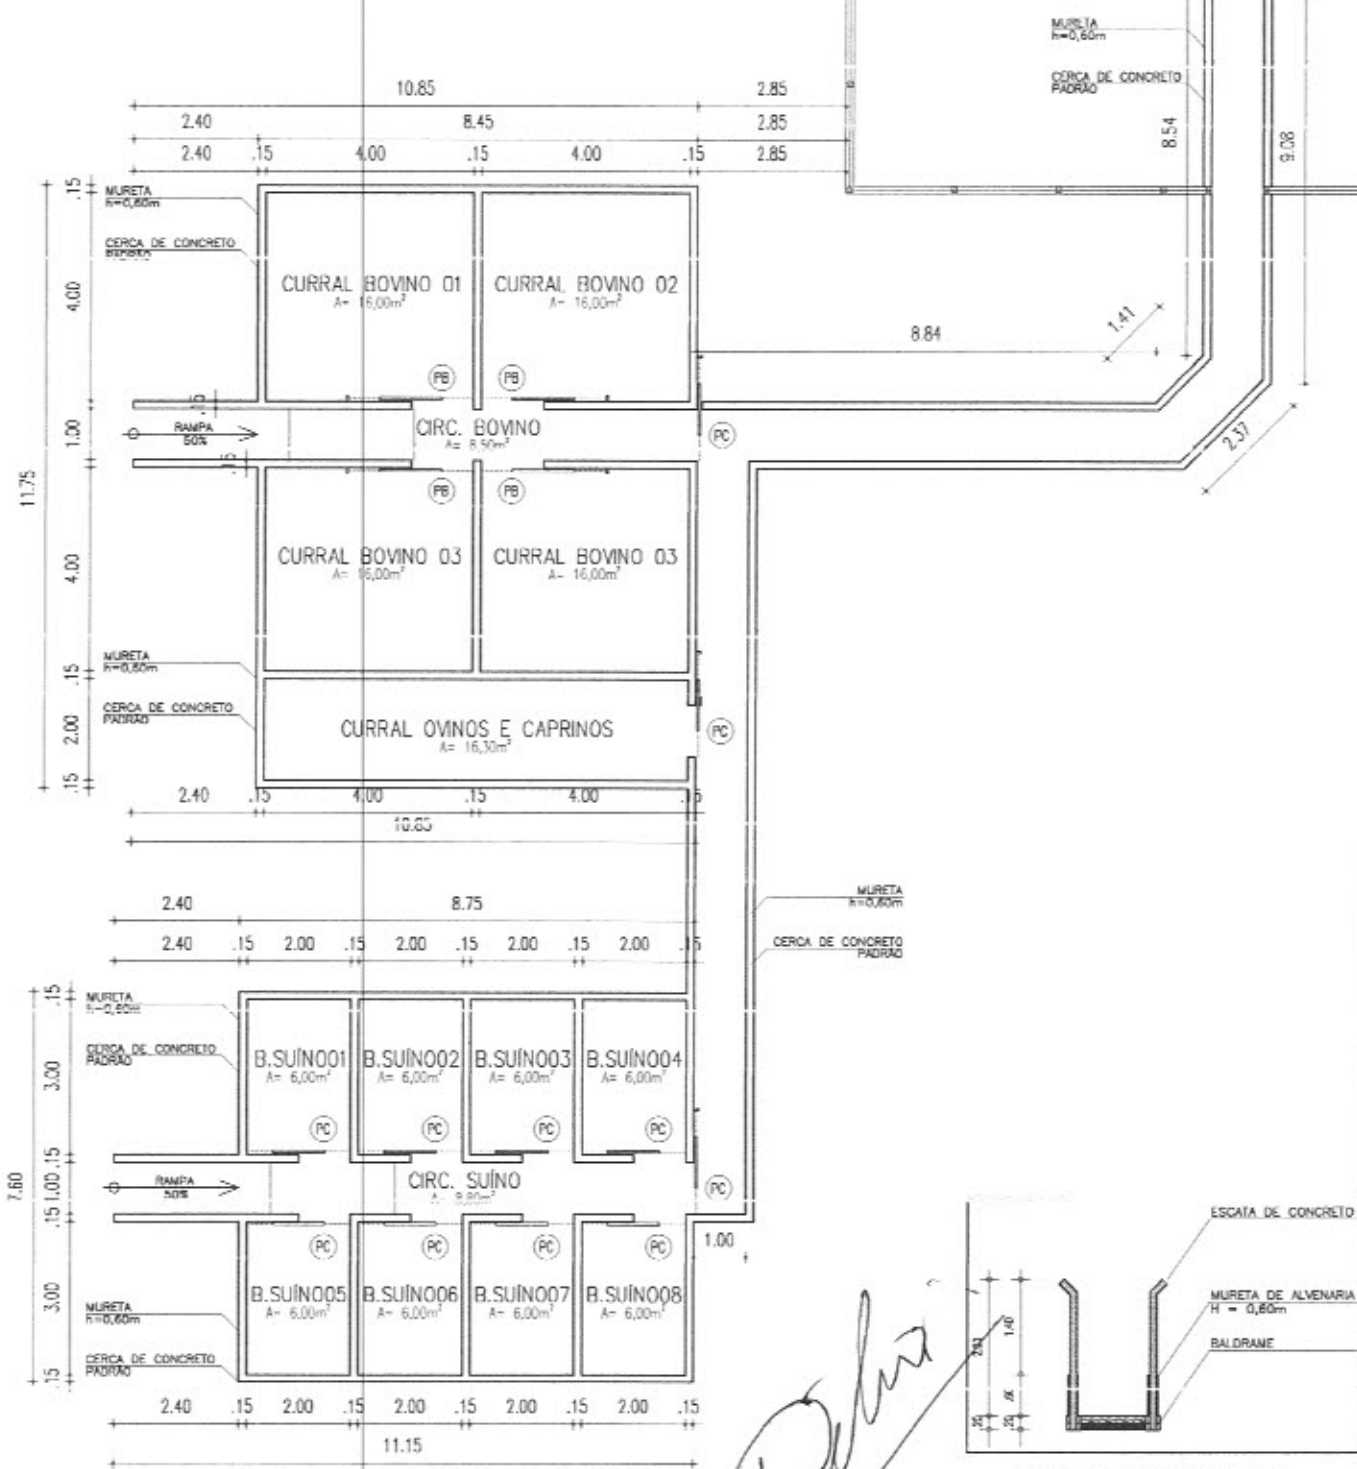 MURETA
h=0,60m
CERCA DE CONCRETO
PADRÃO
8.54
9.08
10.85
2.85
2.40
8.45
2.85
2.40
.15
4.00
.15
4.00
.15
2.85
.15
MURETA
h=0,60m
CERCA DE CONCRETO
4.00
CURRAL BOVINO 01
A= 16,00m²
CURRAL BOVINO 02
A= 16,00m²
1.41
8.84
PB
PB
.15
1.00
RAMPA
50%
CIRC. BOVINO
A= 8,50m²
PC
2.37
.15
11.75
PB
PB
4.00
CURRAL BOVINO 03
A= 16,00m²
CURRAL BOVINO 03
A= 16,00m²
MURETA
h=0,60m
.15
CERCA DE CONCRETO
PADRÃO
2.00
CURRAL OVINOS E CAPRINOS
A= 16,30m²
PC
.15
2.40
.15
4.00
.15
4.00
.15
10.85
2.40
8.75
MURETA
h=0,60m
2.40
.15
2.00
.15
2.00
.15
2.00
.15
2.00
.15
CERCA DE CONCRETO
PADRÃO
.15
MURETA
h=0,60m
CERCA DE CONCRETO
PADRÃO
3.00
B.SUÍNO01
A= 6,00m²
B.SUÍNO02
A= 6,00m²
B.SUÍNO03
A= 6,00m²
B.SUÍNO04
A= 6,00m²
PC
PC
PC
PC
.15
7.60
1.00
RAMPA
50%
CIRC. SUÍNO
A= 9,80m²
PC
.15
1.00
PC
PC
PC
PC
3.00
B.SUÍNO05
A= 6,00m²
B.SUÍNO06
A= 6,00m²
B.SUÍNO07
A= 6,00m²
B.SUÍNO08
A= 6,00m²
MURETA
h=0,60m
CERCA DE CONCRETO
PADRÃO
.15
2.40
.15
2.00
.15
2.00
.15
2.00
.15
2.00
.15
11.15
ESCATA DE CONCRETO
MURETA DE ALVENARIA
H = 0,60m
BALDRAME
1.40
.60
.20
.20